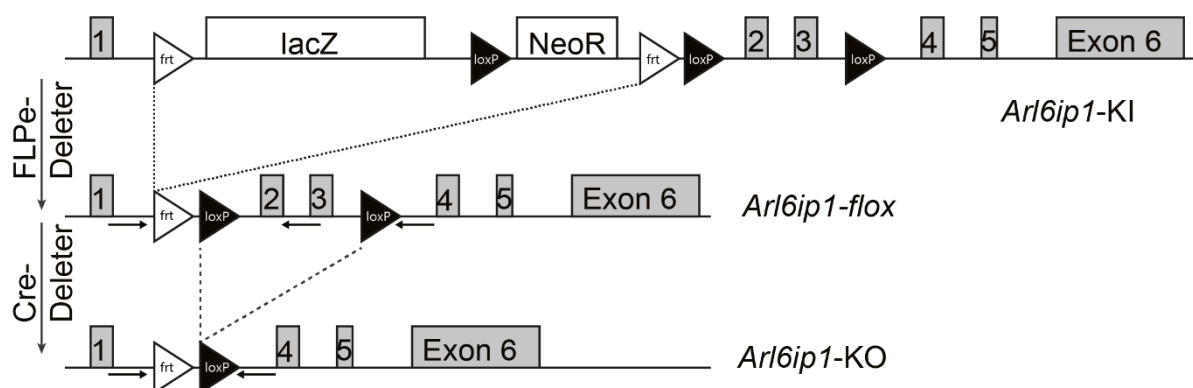 1 frt lacZ loxP NeoR frt loxP 2 3 loxP 4 5 Exon 6
Arl6ip1-KI
FLPe-
Deleter
1 frt loxP 2 3 loxP 4 5 Exon 6 Arl6ip1-flox
Cre-
Deleter
1 frt loxP 4 5 Exon 6 Arl6ip1-KO